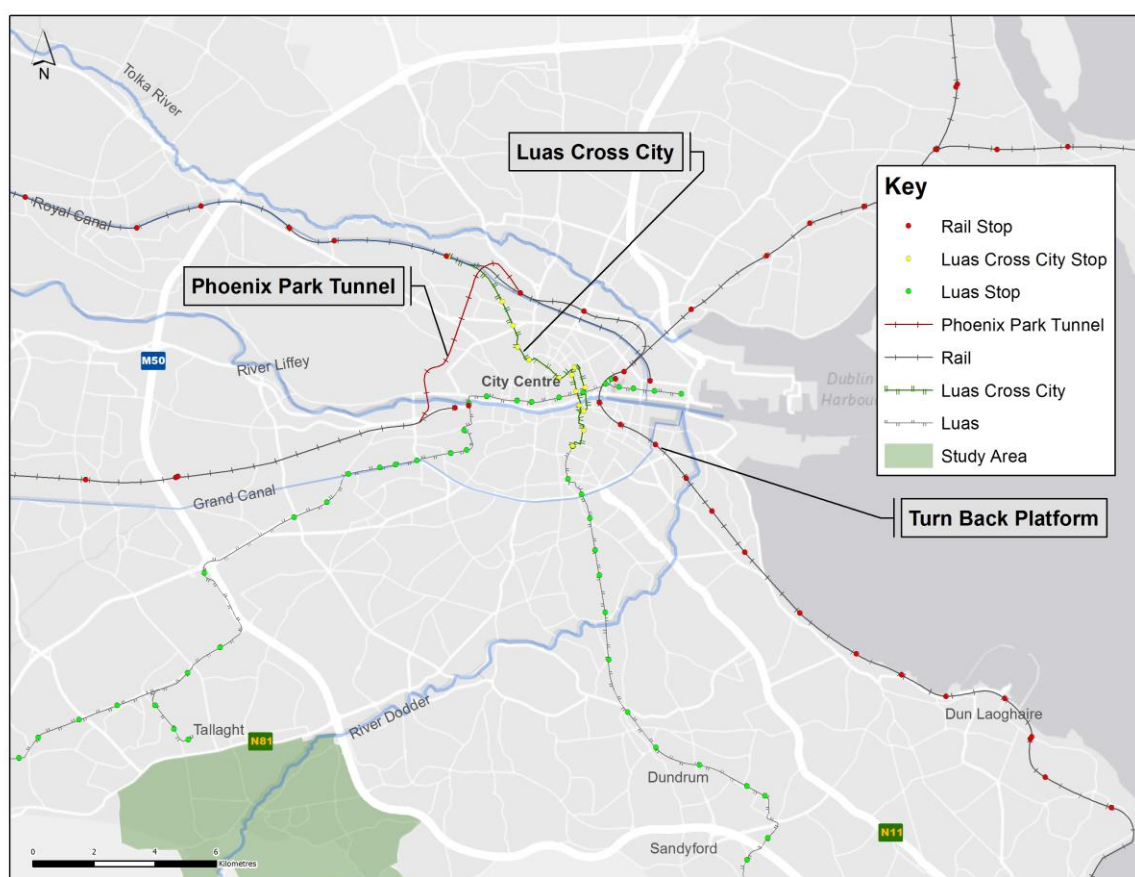 N
Tolka River
Luas Cross City
Key
Rail Stop
Luas Cross City Stop
Luas Stop
Phoenix Park Tunnel
Rail
Luas Cross City
Luas
Study Area
Royal Canal
Phoenix Park Tunnel
M50
River Liffey
City Centre
Dublin
Harbour
Grand Canal
Turn Back Platform
River Dodder
Dun Laoghaire
Tallaght
N81
Dundrum
Sandyford
N11
0 2 4 6
Kilometres